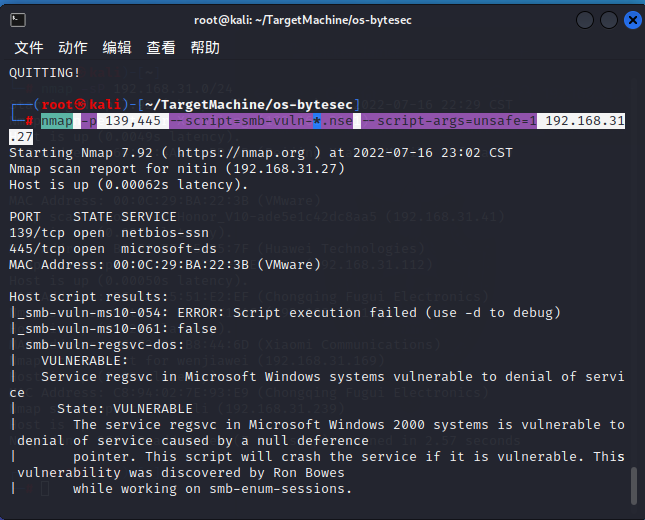 root@kali: ~/TargetMachine/os-bytesec
文件 动作 编辑 查看 帮助
QUITTING!
┌──(root㉿kali)-[~/TargetMachine/os-bytesec]
└─# nmap -p 139,445 --script=smb-vuln-*.nse --script-args=unsafe=1 192.168.31
.27
Starting Nmap 7.92 ( https://nmap.org ) at 2022-07-16 23:02 CST
Nmap scan report for nitin (192.168.31.27)
Host is up (0.00062s latency).
PORT    STATE SERVICE
139/tcp open  netbios-ssn
445/tcp open  microsoft-ds
MAC Address: 00:0C:29:BA:22:3B (VMware)
Host script results:
|_smb-vuln-ms10-054: ERROR: Script execution failed (use -d to debug)
|_smb-vuln-ms10-061: false
| smb-vuln-regsvc-dos:
|   VULNERABLE:
|   Service regsvc in Microsoft Windows systems vulnerable to denial of servi
ce
|     State: VULNERABLE
|       The service regsvc in Microsoft Windows 2000 systems is vulnerable to
 denial of service caused by a null deference
|       pointer. This script will crash the service if it is vulnerable. This
 vulnerability was discovered by Ron Bowes
|       while working on smb-enum-sessions.